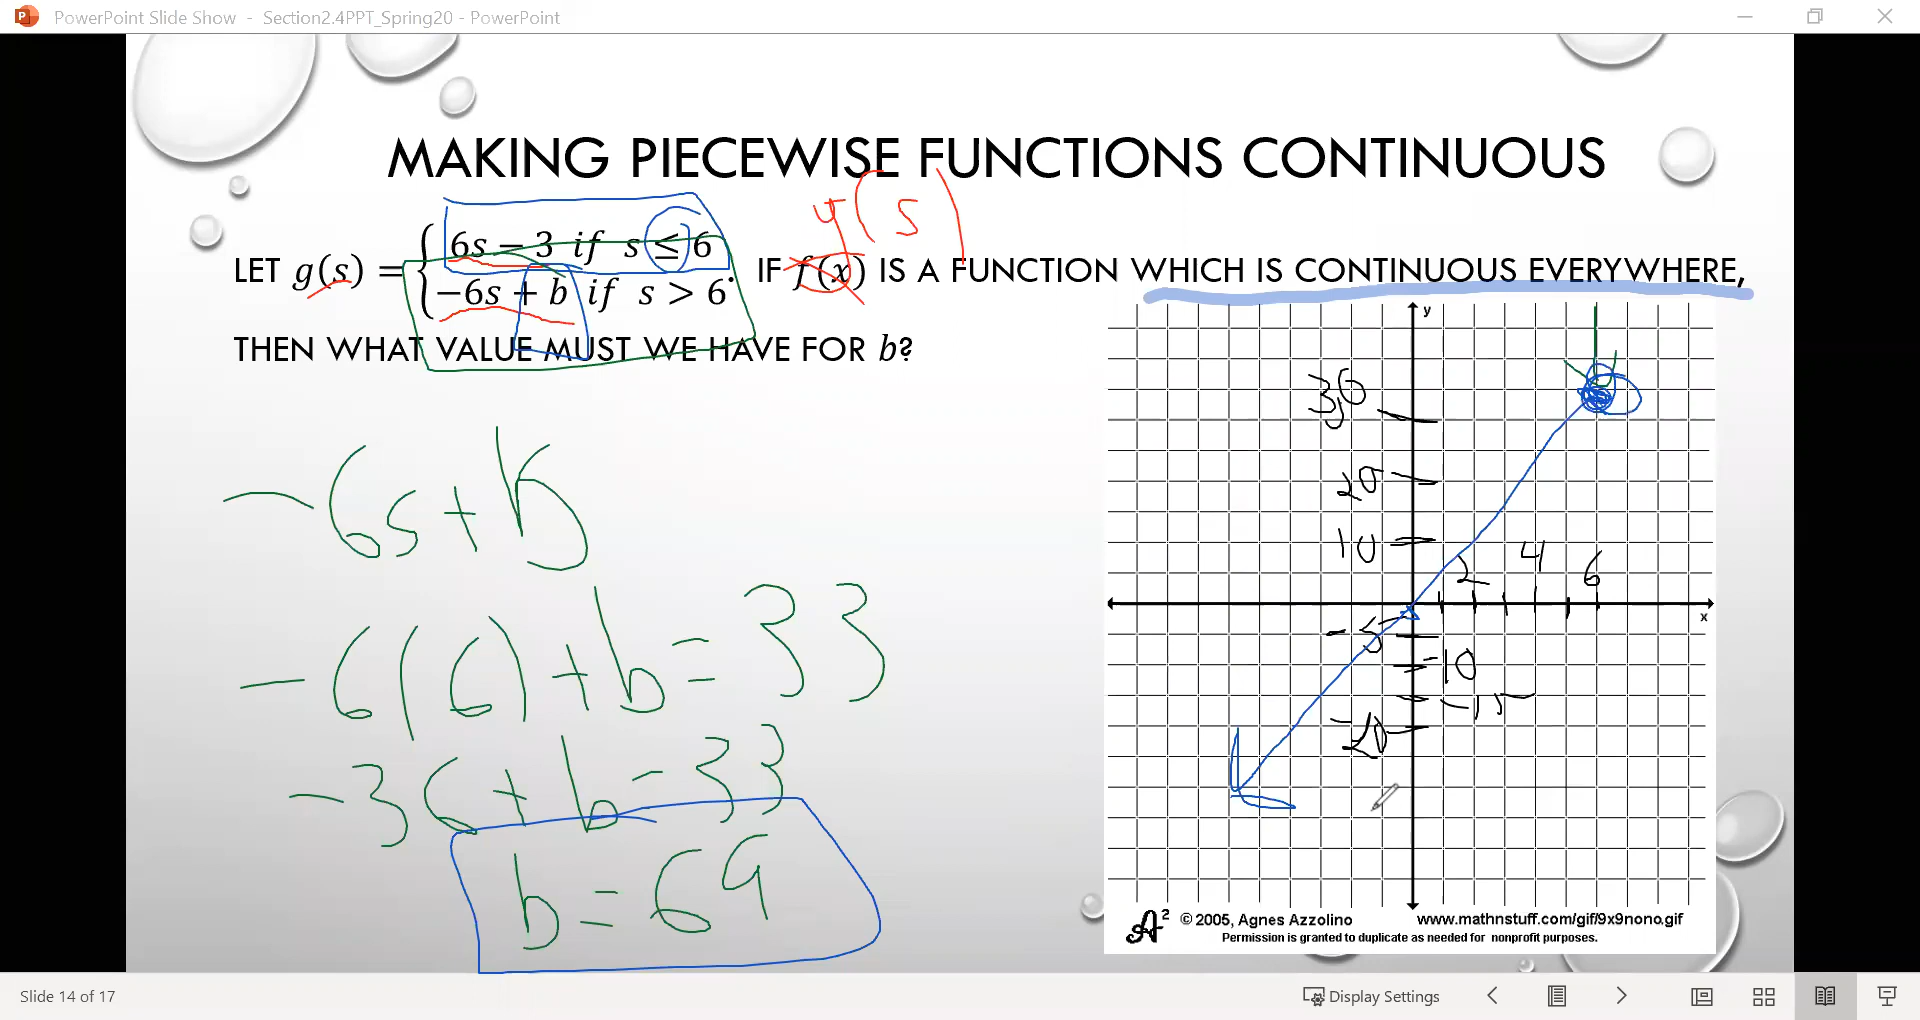 PowerPoint Slide Show - Section2.4PPT_Spring20 - PowerPoint
MAKING PIECEWISE FUNCTIONS CONTINUOUS
(s)
LET g(s) = { 6s − 3 if s ≤ 6
−6s + b if s > 6 . IF f(x) IS A FUNCTION WHICH IS CONTINUOUS EVERYWHERE,
THEN WHAT VALUE MUST WE HAVE FOR b?
-6s+b
-6(6)+b=33
-36+b=33
b=69
y
30
20
10
2 4 6
x
-5
-10
-15
-20
A² © 2005, Agnes Azzolino www.mathnstuff.com/gif/9x9nono.gif
Permission is granted to duplicate as needed for nonprofit purposes.
Slide 14 of 17
Display Settings